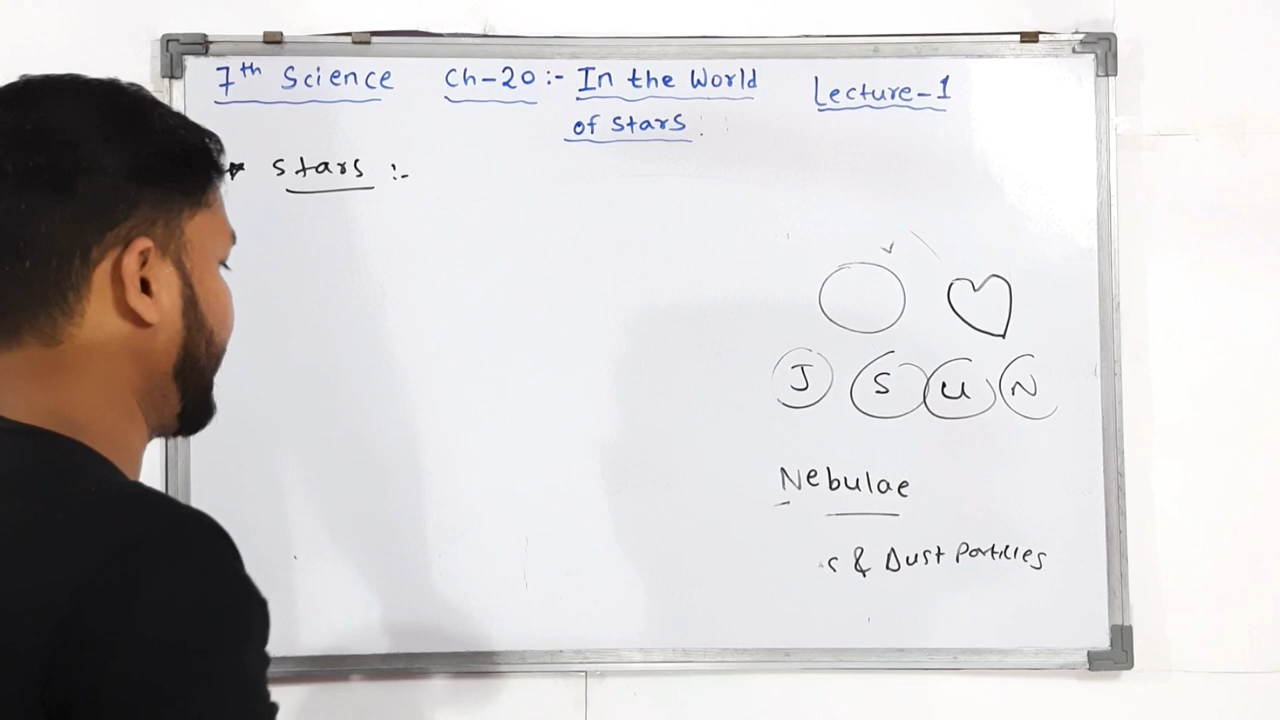 7th Science Ch-20:- In the World of stars Lecture-1
* stars :-
J S U N
Nebulae
s & Dust Particles